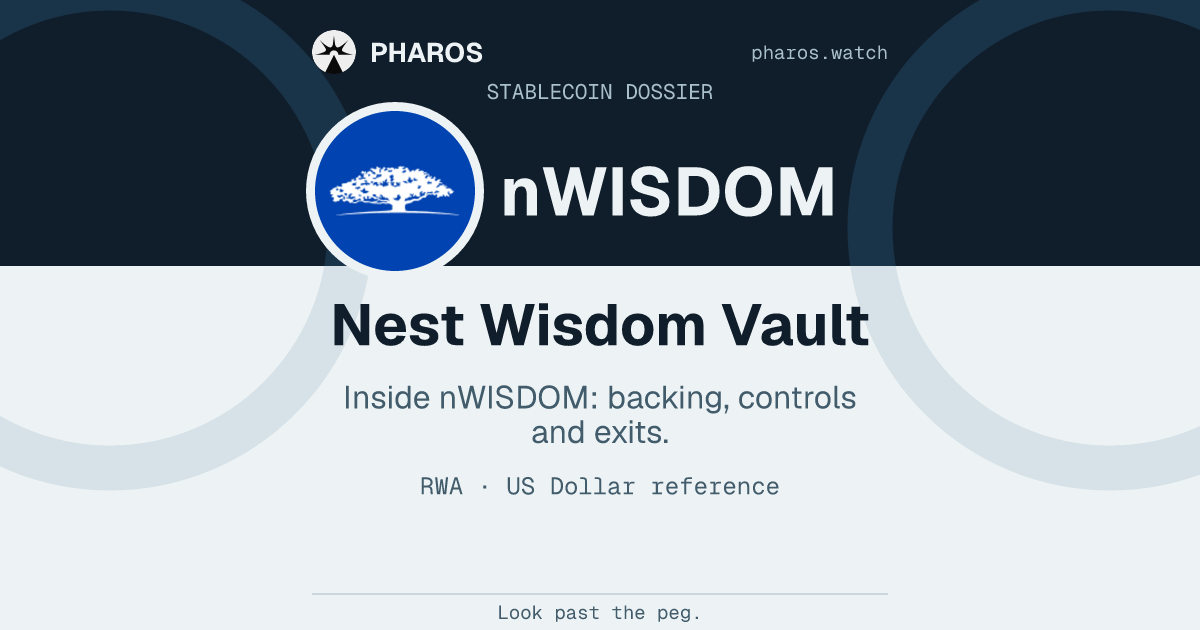 PHAROS
pharos.watch
STABLECOIN DOSSIER
nWISDOM
Nest Wisdom Vault
Inside nWISDOM: backing, controls
and exits.
RWA · US Dollar reference
Look past the peg.